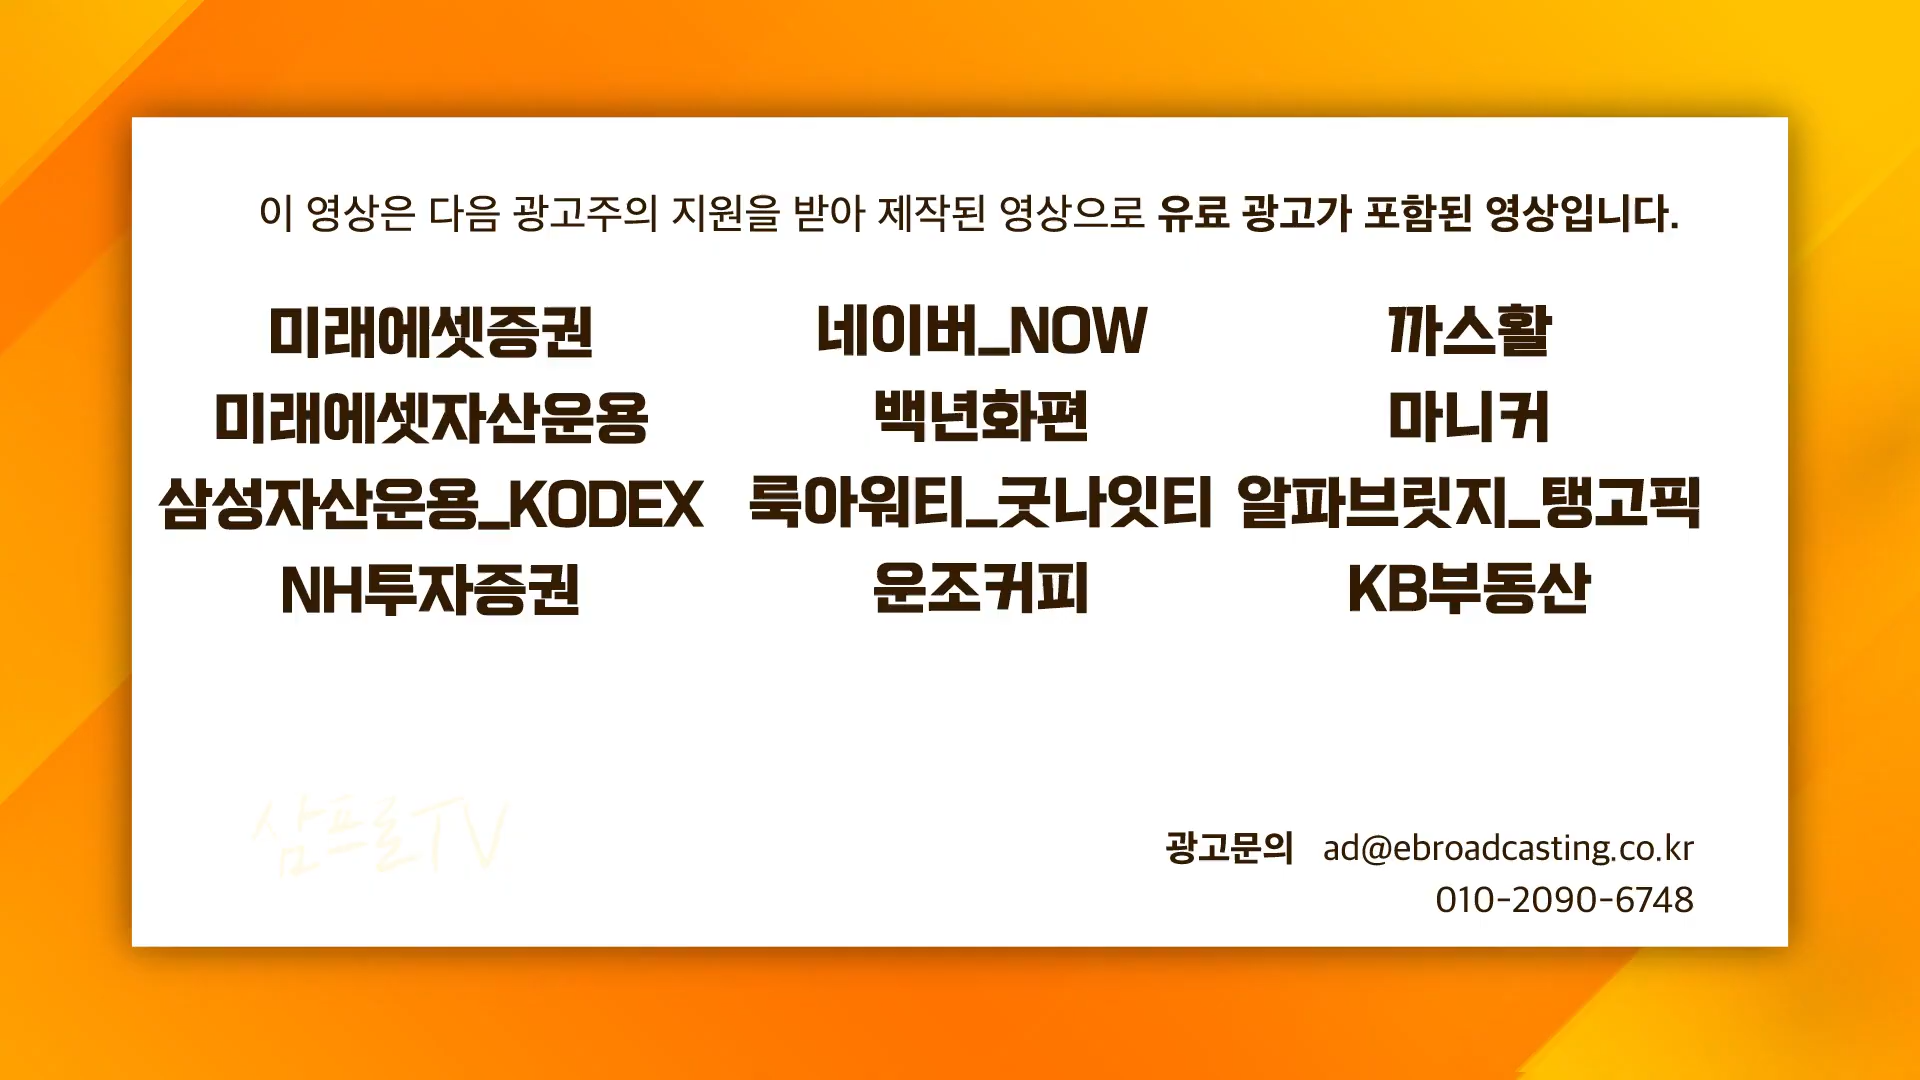 이 영상은 다음 광고주의 지원을 받아 제작된 영상으로 유료 광고가 포함된 영상입니다.
미래에셋증권 네이버_NOW 까스활
미래에셋자산운용 백년화편 마니커
삼성자산운용_KODEX 룩아워티_굿나잇티 알파브릿지_탱고픽
NH투자증권 운조커피 KB부동산
삼프로TV
광고문의 ad@ebroadcasting.co.kr
010-2090-6748